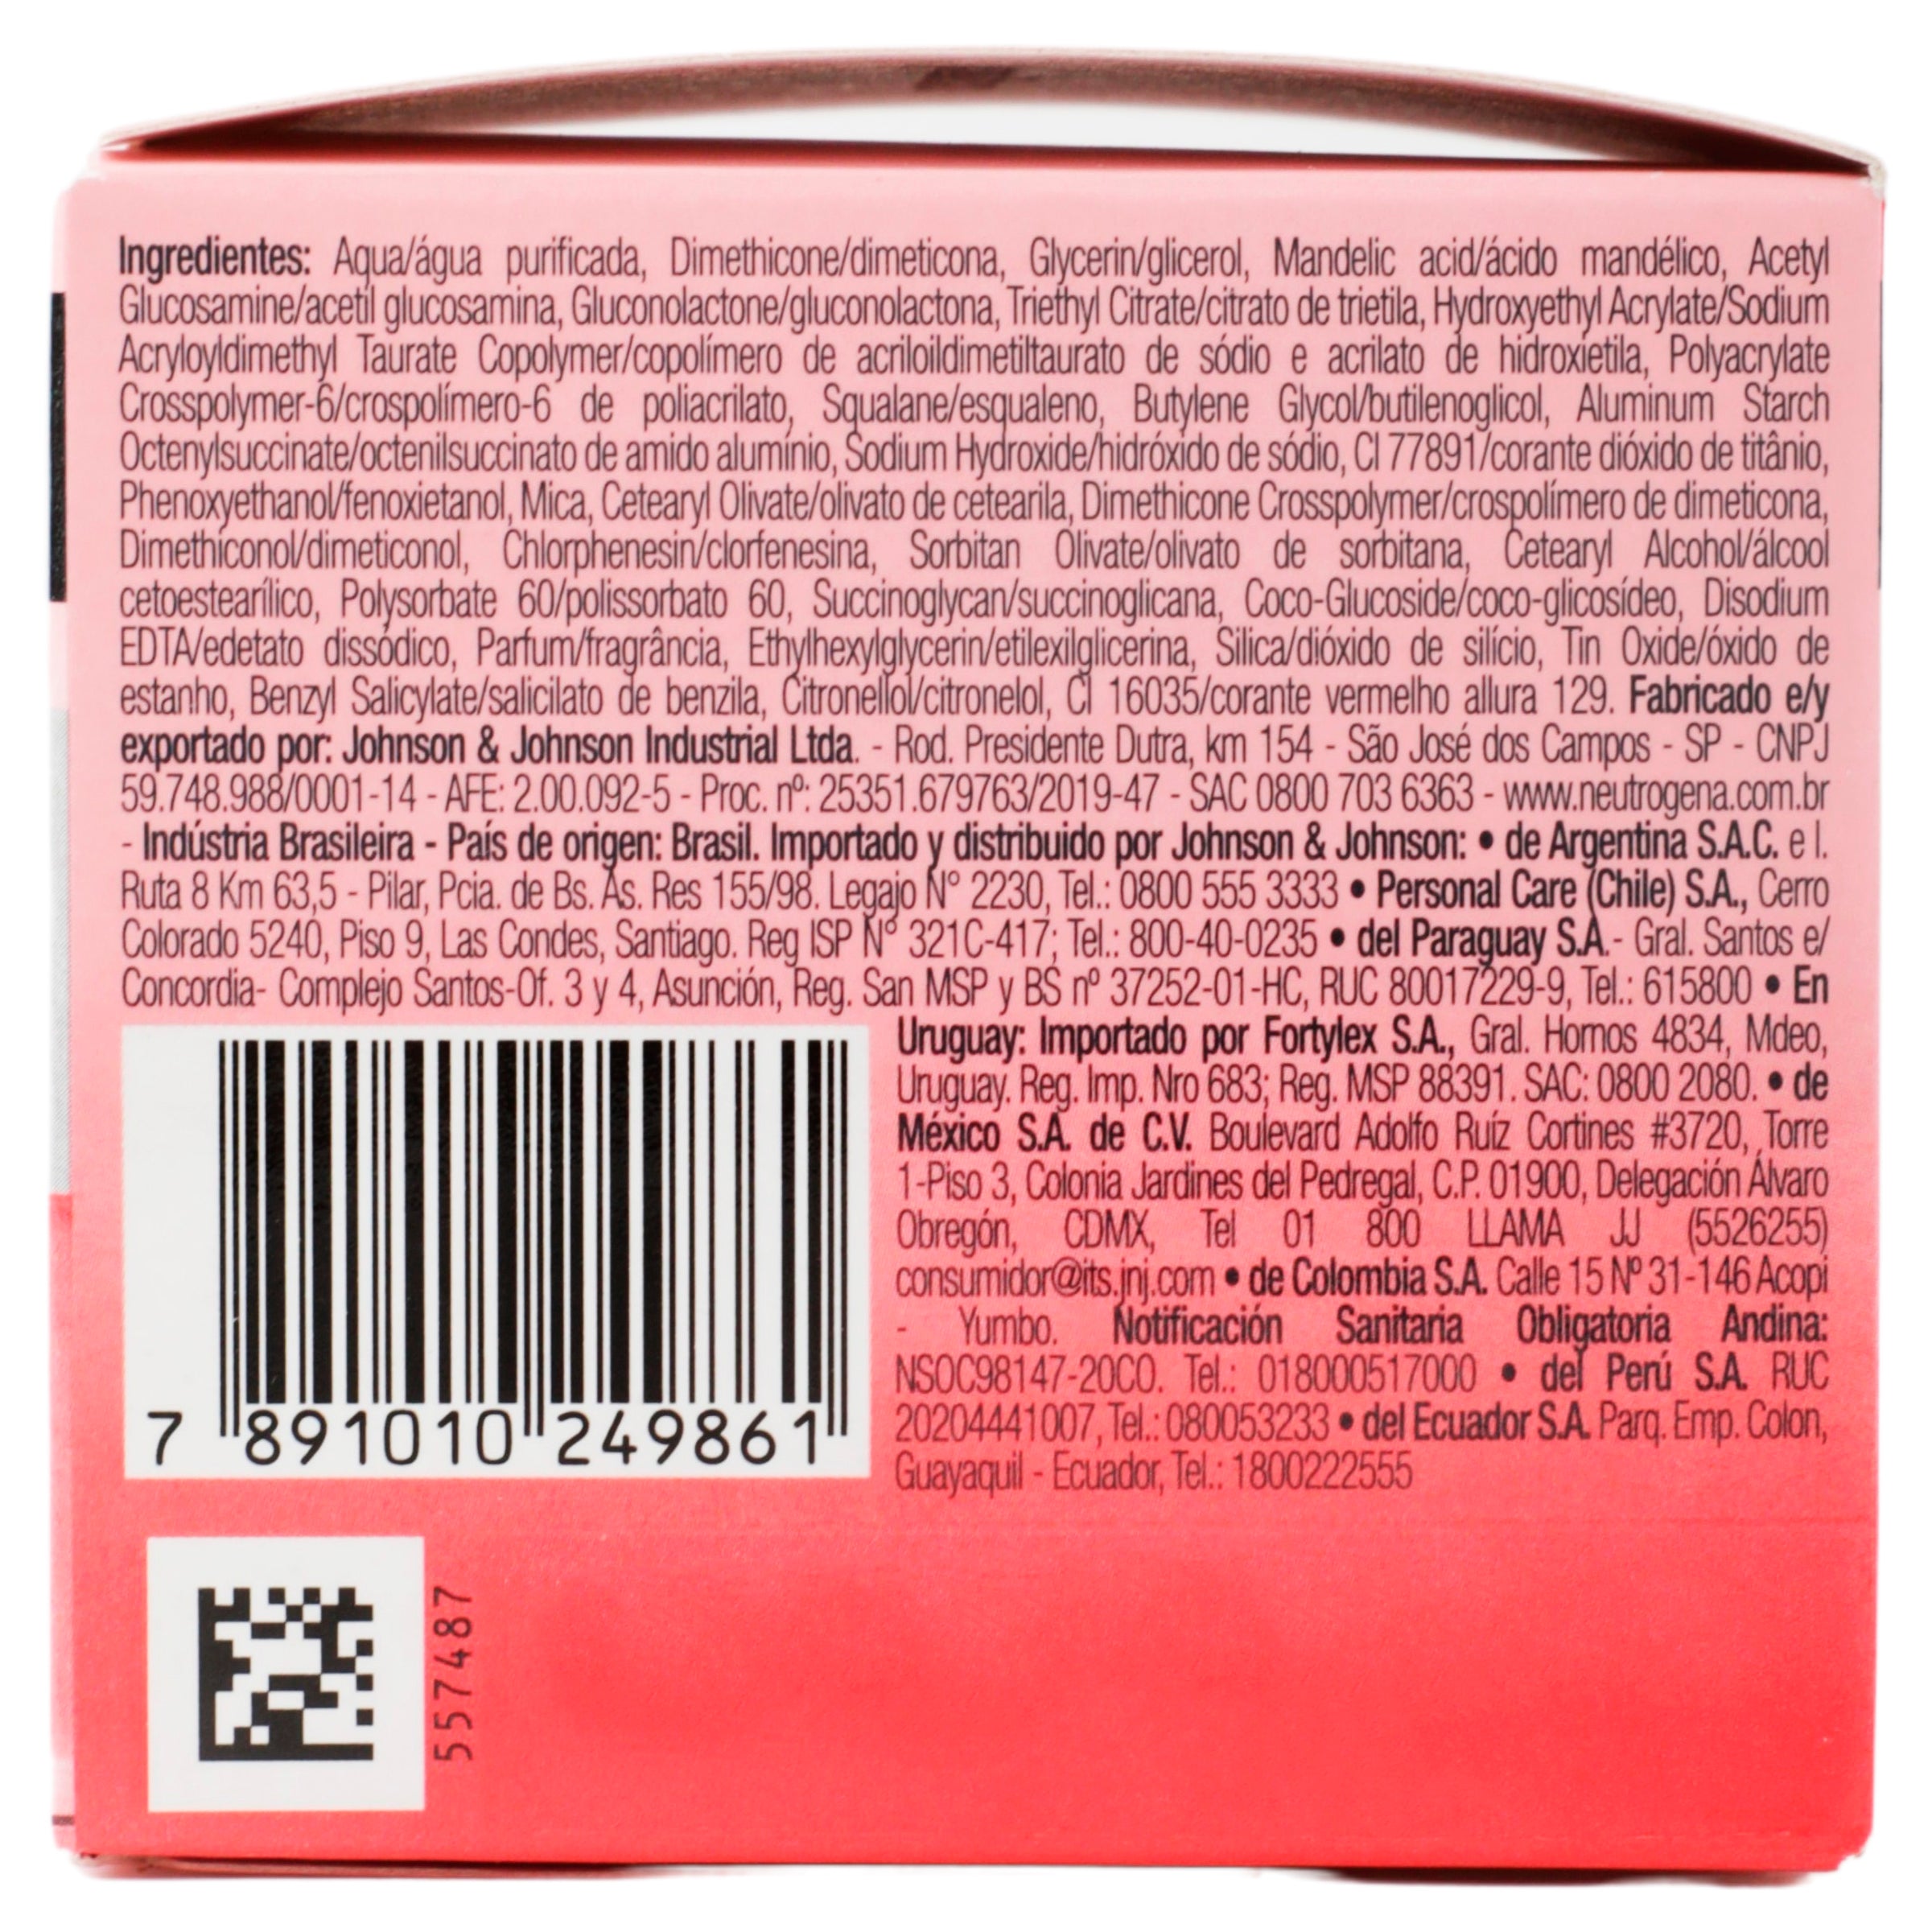 Ingredientes: Aqua/água purificada, Dimethicone/dimeticona, Glycerin/glicerol, Mandelic acid/ácido mandélico, Acetyl
Glucosamine/acetil glucosamina, Gluconolactone/gluconolactona, Triethyl Citrate/citrato de trietila, Hydroxyethyl Acrylate/Sodium
Acryloyldimethyl Taurate Copolymer/copolímero de acriloildimetiltaurato de sódio e acrilato de hidroxietila, Polyacrylate
Crosspolymer-6/crospolímero-6 de poliacrilato, Squalane/esqualeno, Butylene Glycol/butilenoglicol, Aluminum Starch
Octenylsuccinate/octenilsuccinato de amido alumínio, Sodium Hydroxide/hidróxido de sódio, CI 77891/corante dióxido de titânio,
Phenoxyethanol/fenoxietanol, Mica, Cetearyl Olivate/olivato de cetearila, Dimethicone Crosspolymer/crospolímero de dimeticona,
Dimethiconol/dimeticonol, Chlorphenesin/clorfenesina, Sorbitan Olivate/olivato de sorbitana, Cetearyl Alcohol/álcool
cetoestearílico, Polysorbate 60/polissorbato 60, Succinoglycan/succinoglicana, Coco-Glucoside/coco-glicosídeo, Disodium
EDTA/edetato dissódico, Parfum/fragrância, Ethylhexylglycerin/etilexilglicerina, Silica/dióxido de silício, Tin Oxide/óxido de
estanho, Benzyl Salicylate/salicilato de benzila, Citronellol/citronelol, CI 16035/corante vermelho allura 129. Fabricado e/y
exportado por: Johnson & Johnson Industrial Ltda. - Rod. Presidente Dutra, km 154 - São José dos Campos - SP - CNPJ
59.748.988/0001-14 - AFE: 2.00.092-5 - Proc. nº: 25351.679763/2019-47 - SAC 0800 703 6363 - www.neutrogena.com.br
- Indústria Brasileira - País de origen: Brasil. Importado y distribuido por Johnson & Johnson: • de Argentina S.A.C. e I.
Ruta 8 Km 63,5 - Pilar, Pcia. de Bs. As. Res 155/98. Legajo N° 2230, Tel.: 0800 555 3333 • Personal Care (Chile) S.A., Cerro
Colorado 5240, Piso 9, Las Condes, Santiago. Reg ISP N° 321C-417; Tel.: 800-40-0235 • del Paraguay S.A.- Gral. Santos e/
Concordia- Complejo Santos-Of. 3 y 4, Asunción, Reg. San MSP y BS nº 37252-01-HC, RUC 80017229-9, Tel.: 615800 • En
Uruguay: Importado por Fortylex S.A., Gral. Hornos 4834, Mdeo,
Uruguay. Reg. Imp. Nro 683; Reg. MSP 88391. SAC: 0800 2080. • de
México S.A. de C.V. Boulevard Adolfo Ruíz Cortines #3720, Torre
1-Piso 3, Colonia Jardines del Pedregal, C.P. 01900, Delegación Álvaro
Obregón, CDMX, Tel 01 800 LLAMA JJ (5526255)
consumidor@its.jnj.com • de Colombia S.A. Calle 15 Nº 31-146 Acopi
- Yumbo. Notificación Sanitaria Obligatoria Andina:
NSOC98147-20CO. Tel.: 018000517000 • del Perú S.A. RUC
20204441007, Tel.: 080053233 • del Ecuador S.A. Parq. Emp. Colon,
Guayaquil - Ecuador, Tel.: 1800222555
7 891010 249861
557487